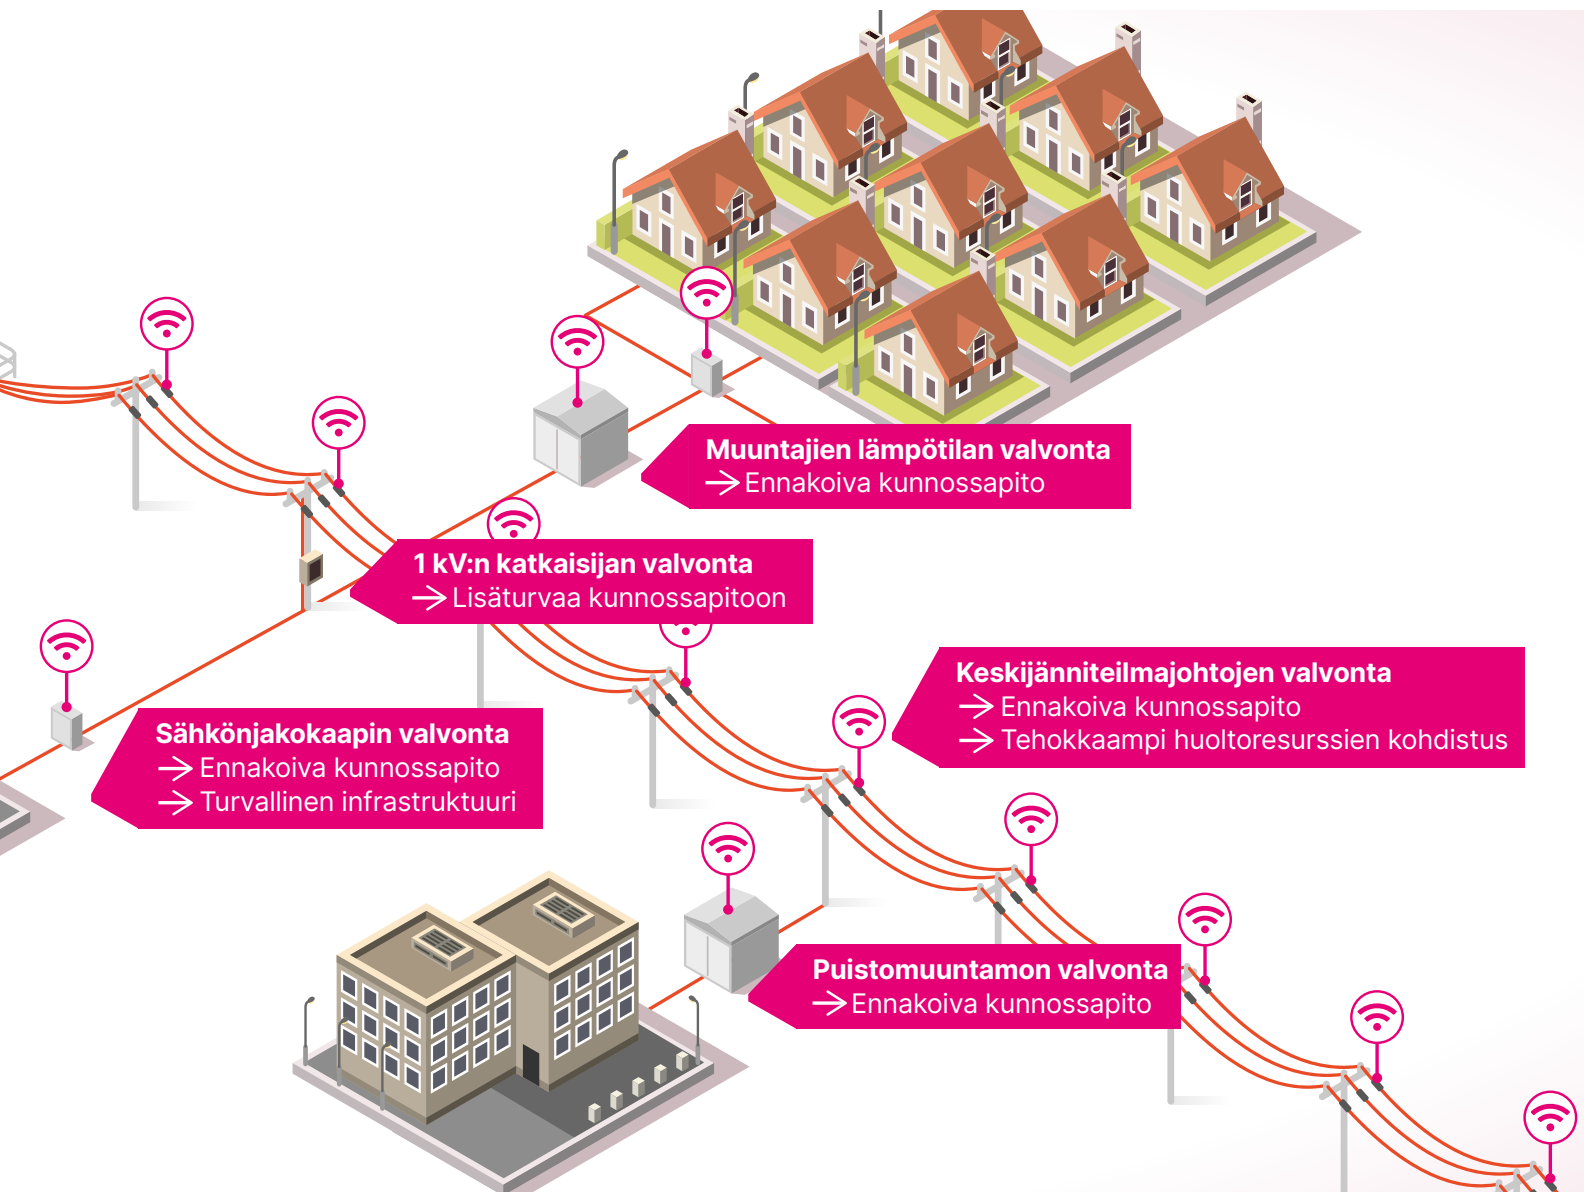 Muuntajien lämpötilan valvonta
→ Ennakoiva kunnossapito
1 kV:n katkaisijan valvonta
→ Lisäturvaa kunnossapitoon
Keskijänniteilmajohtojen valvonta
→ Ennakoiva kunnossapito
→ Tehokkaampi huoltoresurssien kohdistus
Sähkönjakokaapin valvonta
→ Ennakoiva kunnossapito
→ Turvallinen infrastruktuuri
Puistomuuntamon valvonta
→ Ennakoiva kunnossapito